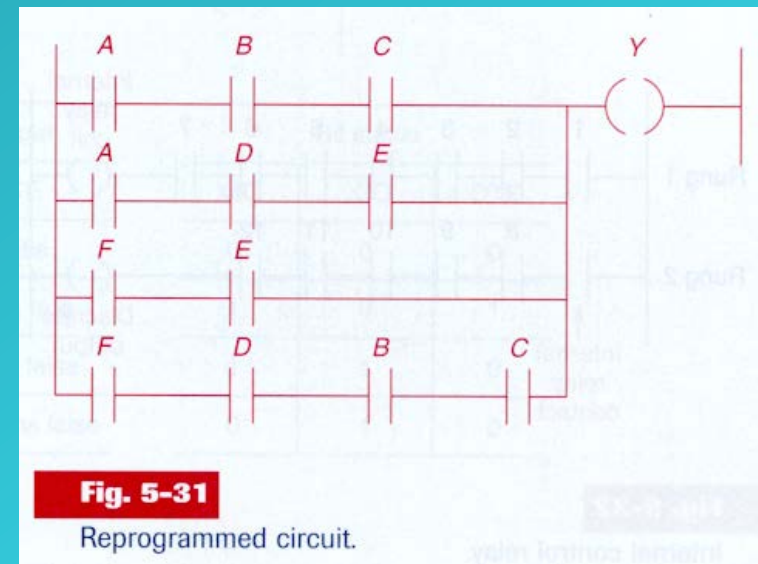 A B C Y
A D E
F E
F D B C
Fig. 5-31
Reprogrammed circuit.